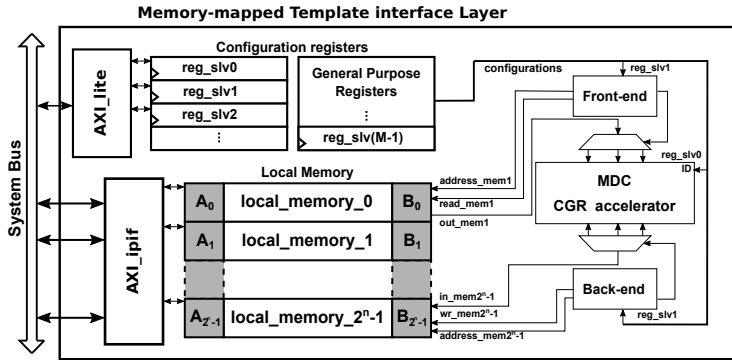 Memory-mapped Template interface Layer
System Bus
AXI_lite
Configuration registers
reg_slv0
reg_slv1
reg_slv2
⋮
General Purpose
Registers
⋮
reg_slv(M-1)
configurations
reg_slv1
Front-end
reg_slv0
ID
MDC
CGR accelerator
Local Memory
AXI_ipif
A0 local_memory_0 B0
A1 local_memory_1 B1
A2ⁿ-1 local_memory_2ⁿ-1 B2ⁿ-1
address_mem1
read_mem1
out_mem1
in_mem2ⁿ-1
wr_mem2ⁿ-1
address_mem2ⁿ-1
Back-end
reg_slv1